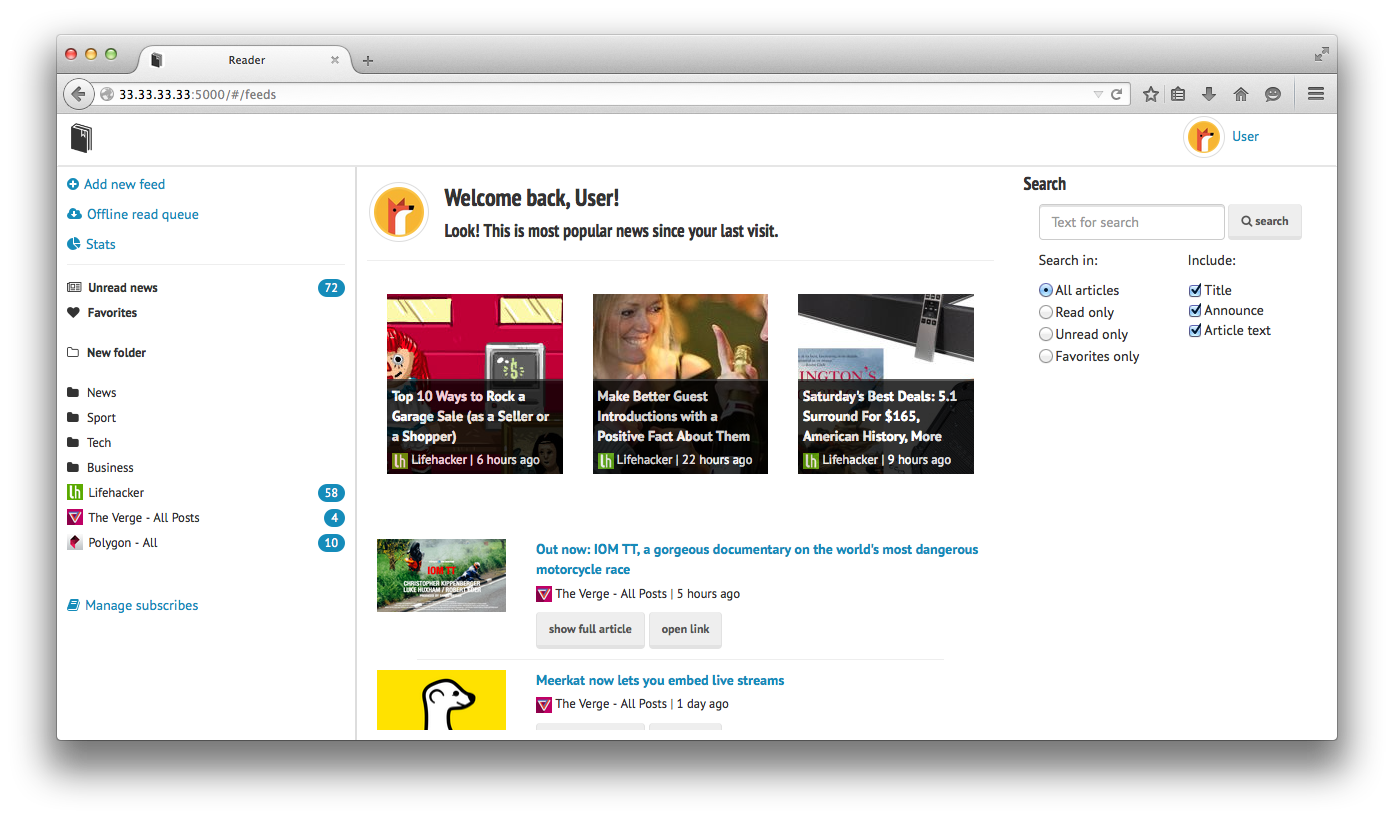 Reader
33.33.33.33:5000/#/feeds
User
Add new feed
Offline read queue
Stats
Unread news 72
Favorites
New folder
News
Sport
Tech
Business
Lifehacker 58
The Verge - All Posts 4
Polygon - All 10
Manage subscribes
Welcome back, User!
Look! This is most popular news since your last visit.
$
Top 10 Ways to Rock a
Garage Sale (as a Seller or
a Shopper)
lh Lifehacker | 6 hours ago
Make Better Guest
Introductions with a
Positive Fact About Them
lh Lifehacker | 22 hours ago
INGTON'S
Saturday's Best Deals: 5.1
Surround For $165,
American History, More
lh Lifehacker | 9 hours ago
IOM TT
CHRISTOPHER KIPPENBERGER
LUKE HUXHAM / ROBERT EDER
Out now: IOM TT, a gorgeous documentary on the world's most dangerous
motorcycle race
The Verge - All Posts | 5 hours ago
show full article open link
Meerkat now lets you embed live streams
The Verge - All Posts | 1 day ago
Search
Text for search search
Search in:
All articles
Read only
Unread only
Favorites only
Include:
Title
Announce
Article text